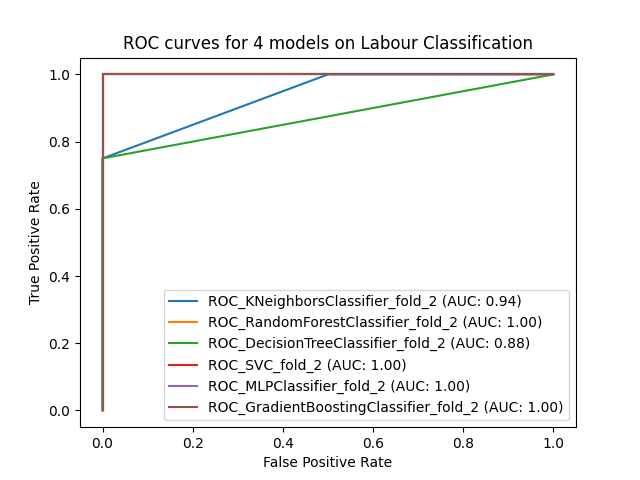 ROC curves for 4 models on Labour Classification
True Positive Rate
1.0
0.8
0.6
0.4
0.2
0.0
ROC_KNeighborsClassifier_fold_2 (AUC: 0.94)
ROC_RandomForestClassifier_fold_2 (AUC: 1.00)
ROC_DecisionTreeClassifier_fold_2 (AUC: 0.88)
ROC_SVC_fold_2 (AUC: 1.00)
ROC_MLPClassifier_fold_2 (AUC: 1.00)
ROC_GradientBoostingClassifier_fold_2 (AUC: 1.00)
0.0 0.2 0.4 0.6 0.8 1.0
False Positive Rate